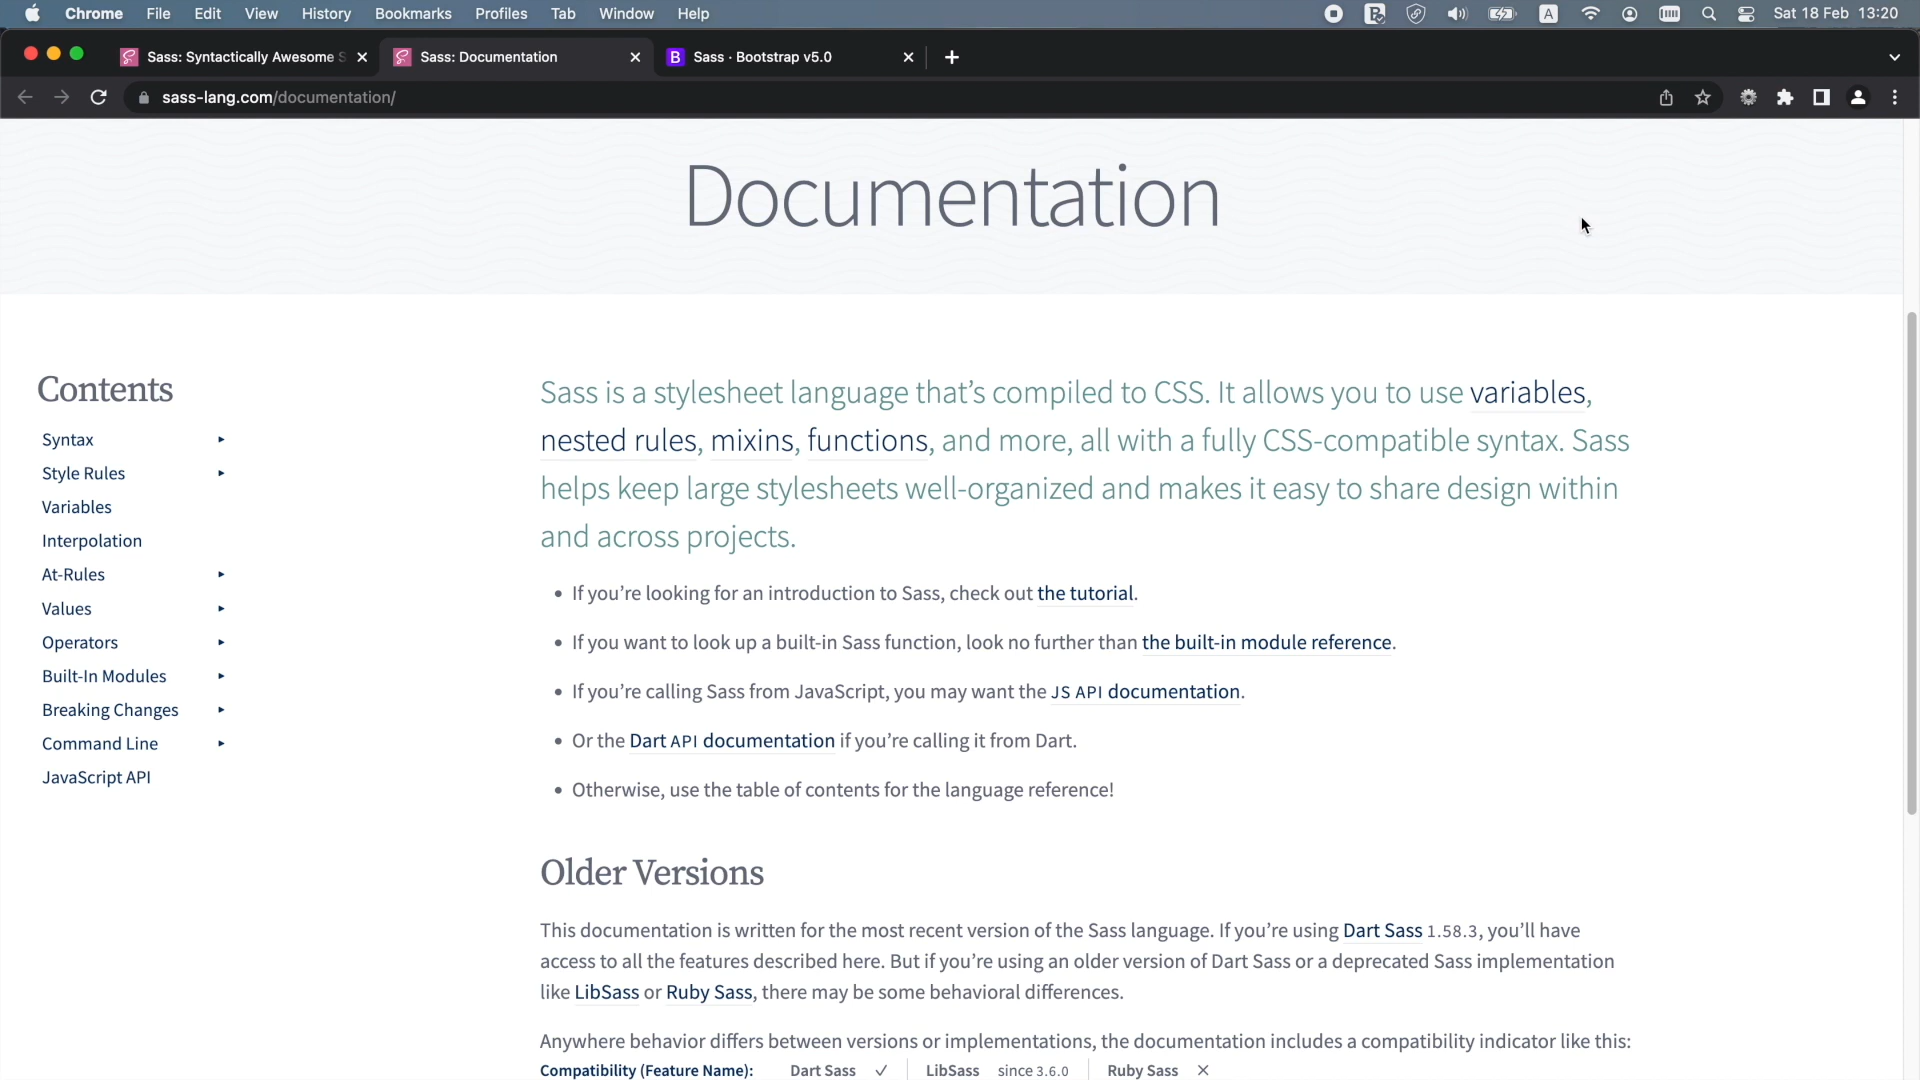 Chrome File Edit View History Bookmarks Profiles Tab Window Help A Sat 18 Feb 13:20
Sass: Syntactically Awesome S Sass: Documentation B Sass · Bootstrap v5.0
sass-lang.com/documentation/
Documentation
Contents
Syntax
Style Rules
Variables
Interpolation
At-Rules
Values
Operators
Built-In Modules
Breaking Changes
Command Line
JavaScript API
Sass is a stylesheet language that’s compiled to CSS. It allows you to use variables,
nested rules, mixins, functions, and more, all with a fully CSS-compatible syntax. Sass
helps keep large stylesheets well-organized and makes it easy to share design within
and across projects.
• If you’re looking for an introduction to Sass, check out the tutorial.
• If you want to look up a built-in Sass function, look no further than the built-in module reference.
• If you’re calling Sass from JavaScript, you may want the JS API documentation.
• Or the Dart API documentation if you’re calling it from Dart.
• Otherwise, use the table of contents for the language reference!
Older Versions
This documentation is written for the most recent version of the Sass language. If you’re using Dart Sass 1.58.3, you’ll have
access to all the features described here. But if you’re using an older version of Dart Sass or a deprecated Sass implementation
like LibSass or Ruby Sass, there may be some behavioral differences.
Anywhere behavior differs between versions or implementations, the documentation includes a compatibility indicator like this:
Compatibility (Feature Name): Dart Sass ✓ LibSass since 3.6.0 Ruby Sass ✕